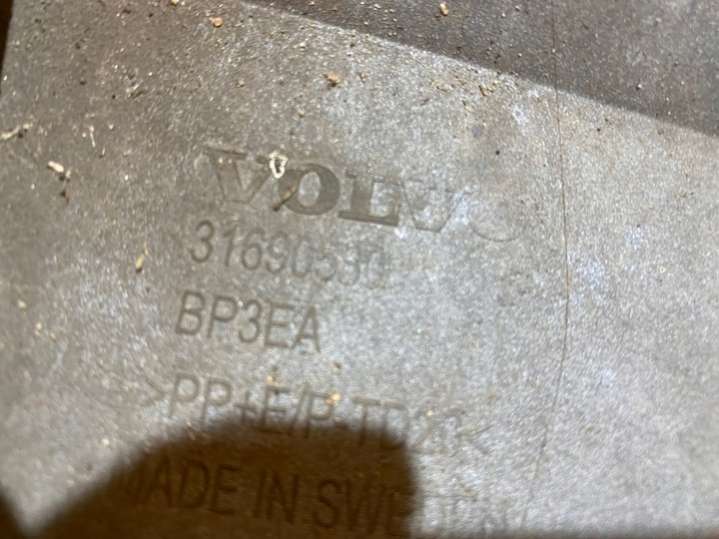 VOLVO
31690530
BP3EA
>PP+E/P-TD20<
MADE IN SWEDEN